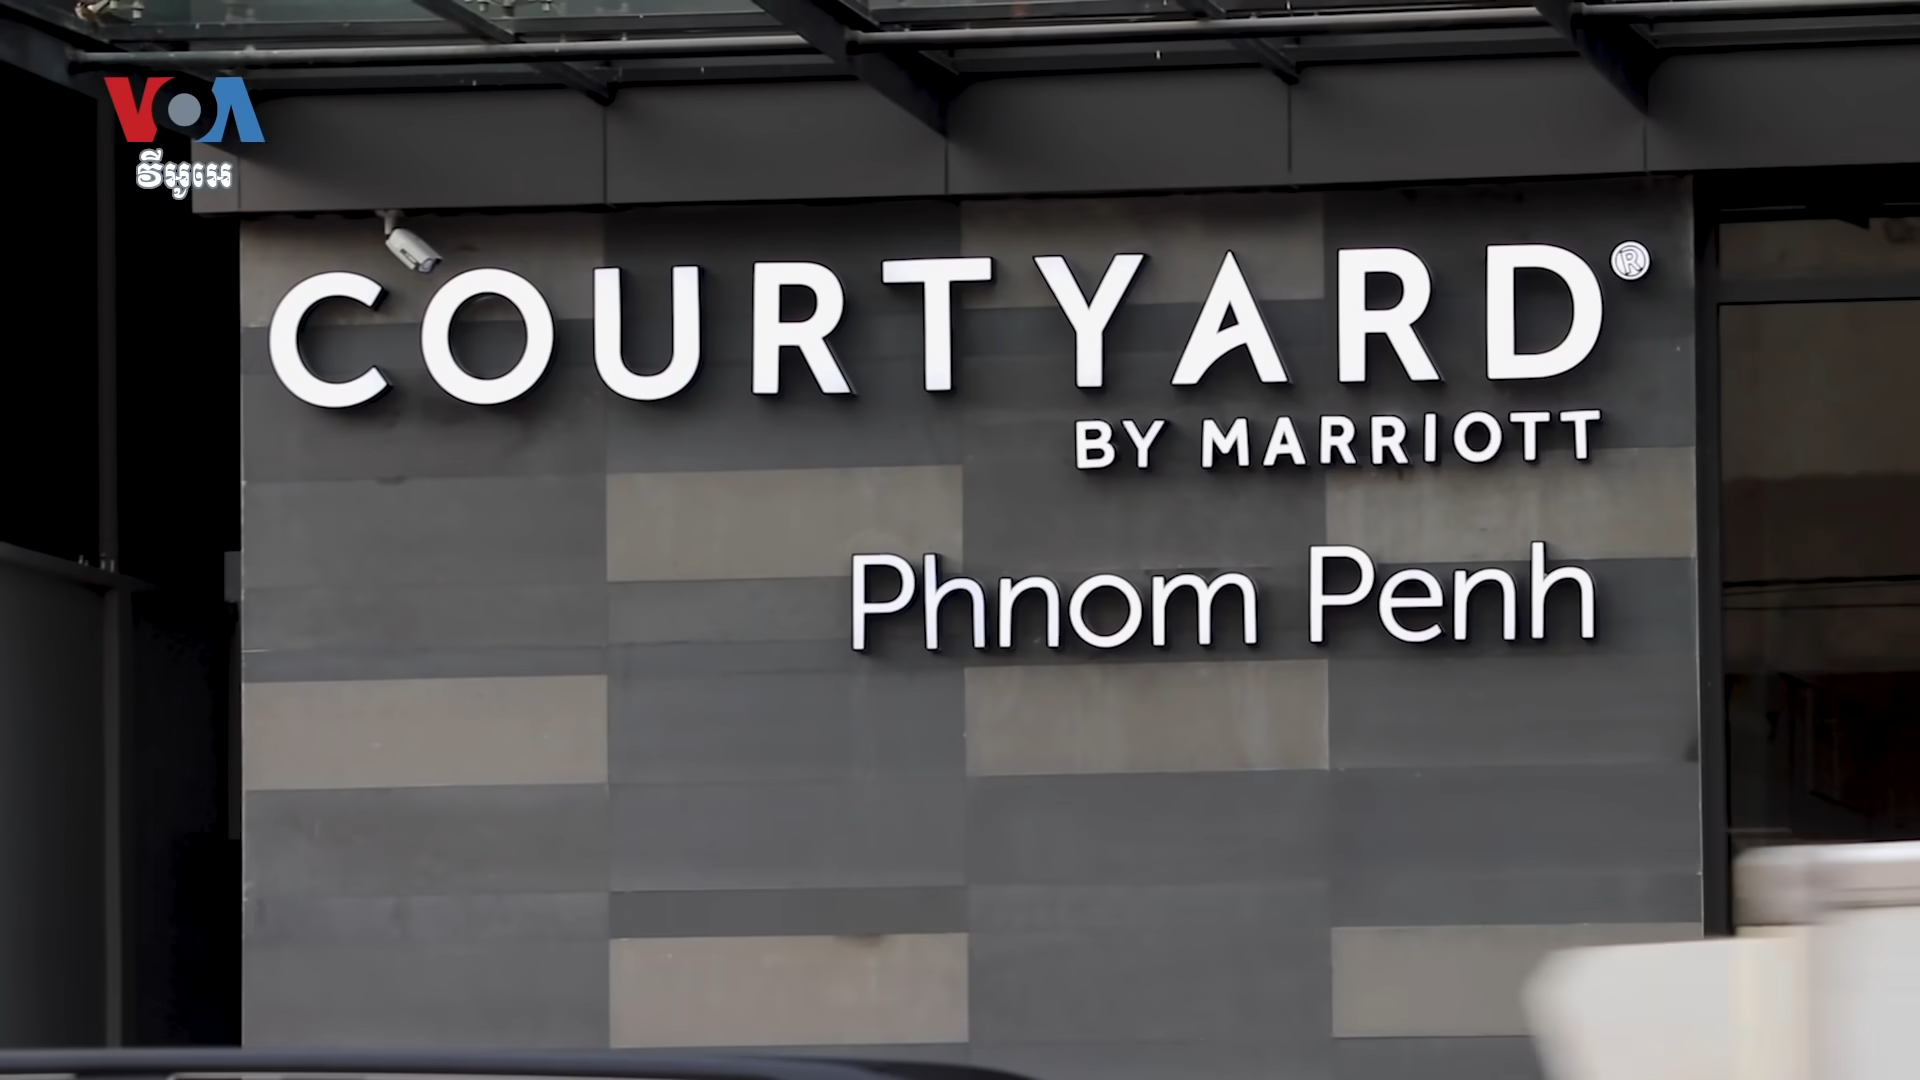 VOA
វីអូអេ
COURTYARD®
BY MARRIOTT
Phnom Penh